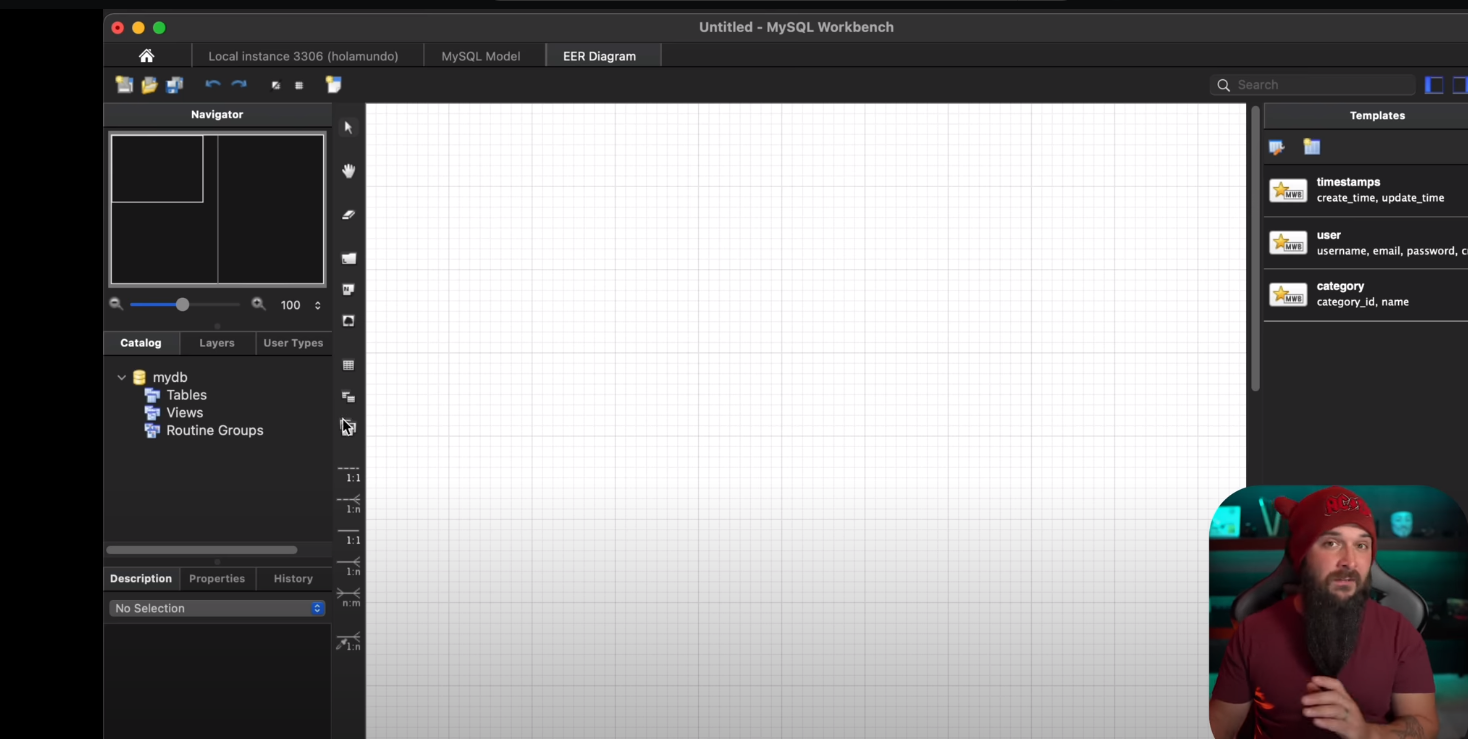 Untitled - MySQL Workbench
Local instance 3306 (holamundo)
MySQL Model
EER Diagram
Search
Navigator
Templates
timestamps
create_time, update_time
user
username, email, password, c
category
category_id, name
100
Catalog
Layers
User Types
mydb
Tables
Views
Routine Groups
1:1
1:n
1:1
1:n
n:m
1:n
Description
Properties
History
No Selection